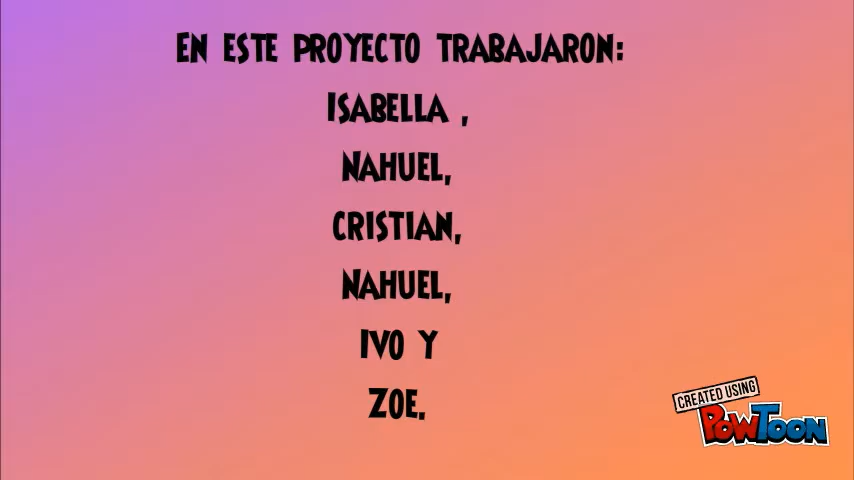 EN ESTE PROYECTO TRABAJARON:
ISABELLA ,
NAHUEL,
CRISTIAN,
NAHUEL,
IVO Y
ZOE.
CREATED USING
POWTOON